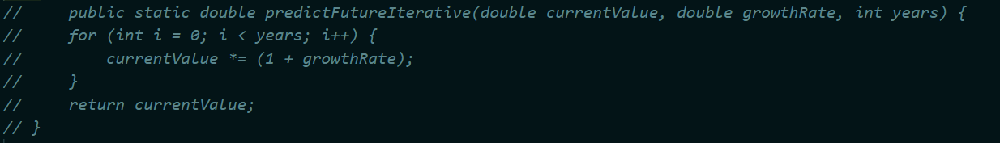 //     public static double predictFutureIterative(double currentValue, double growthRate, int years) {
//     for (int i = 0; i < years; i++) {
//         currentValue *= (1 + growthRate);
//     }
//     return currentValue;
// }